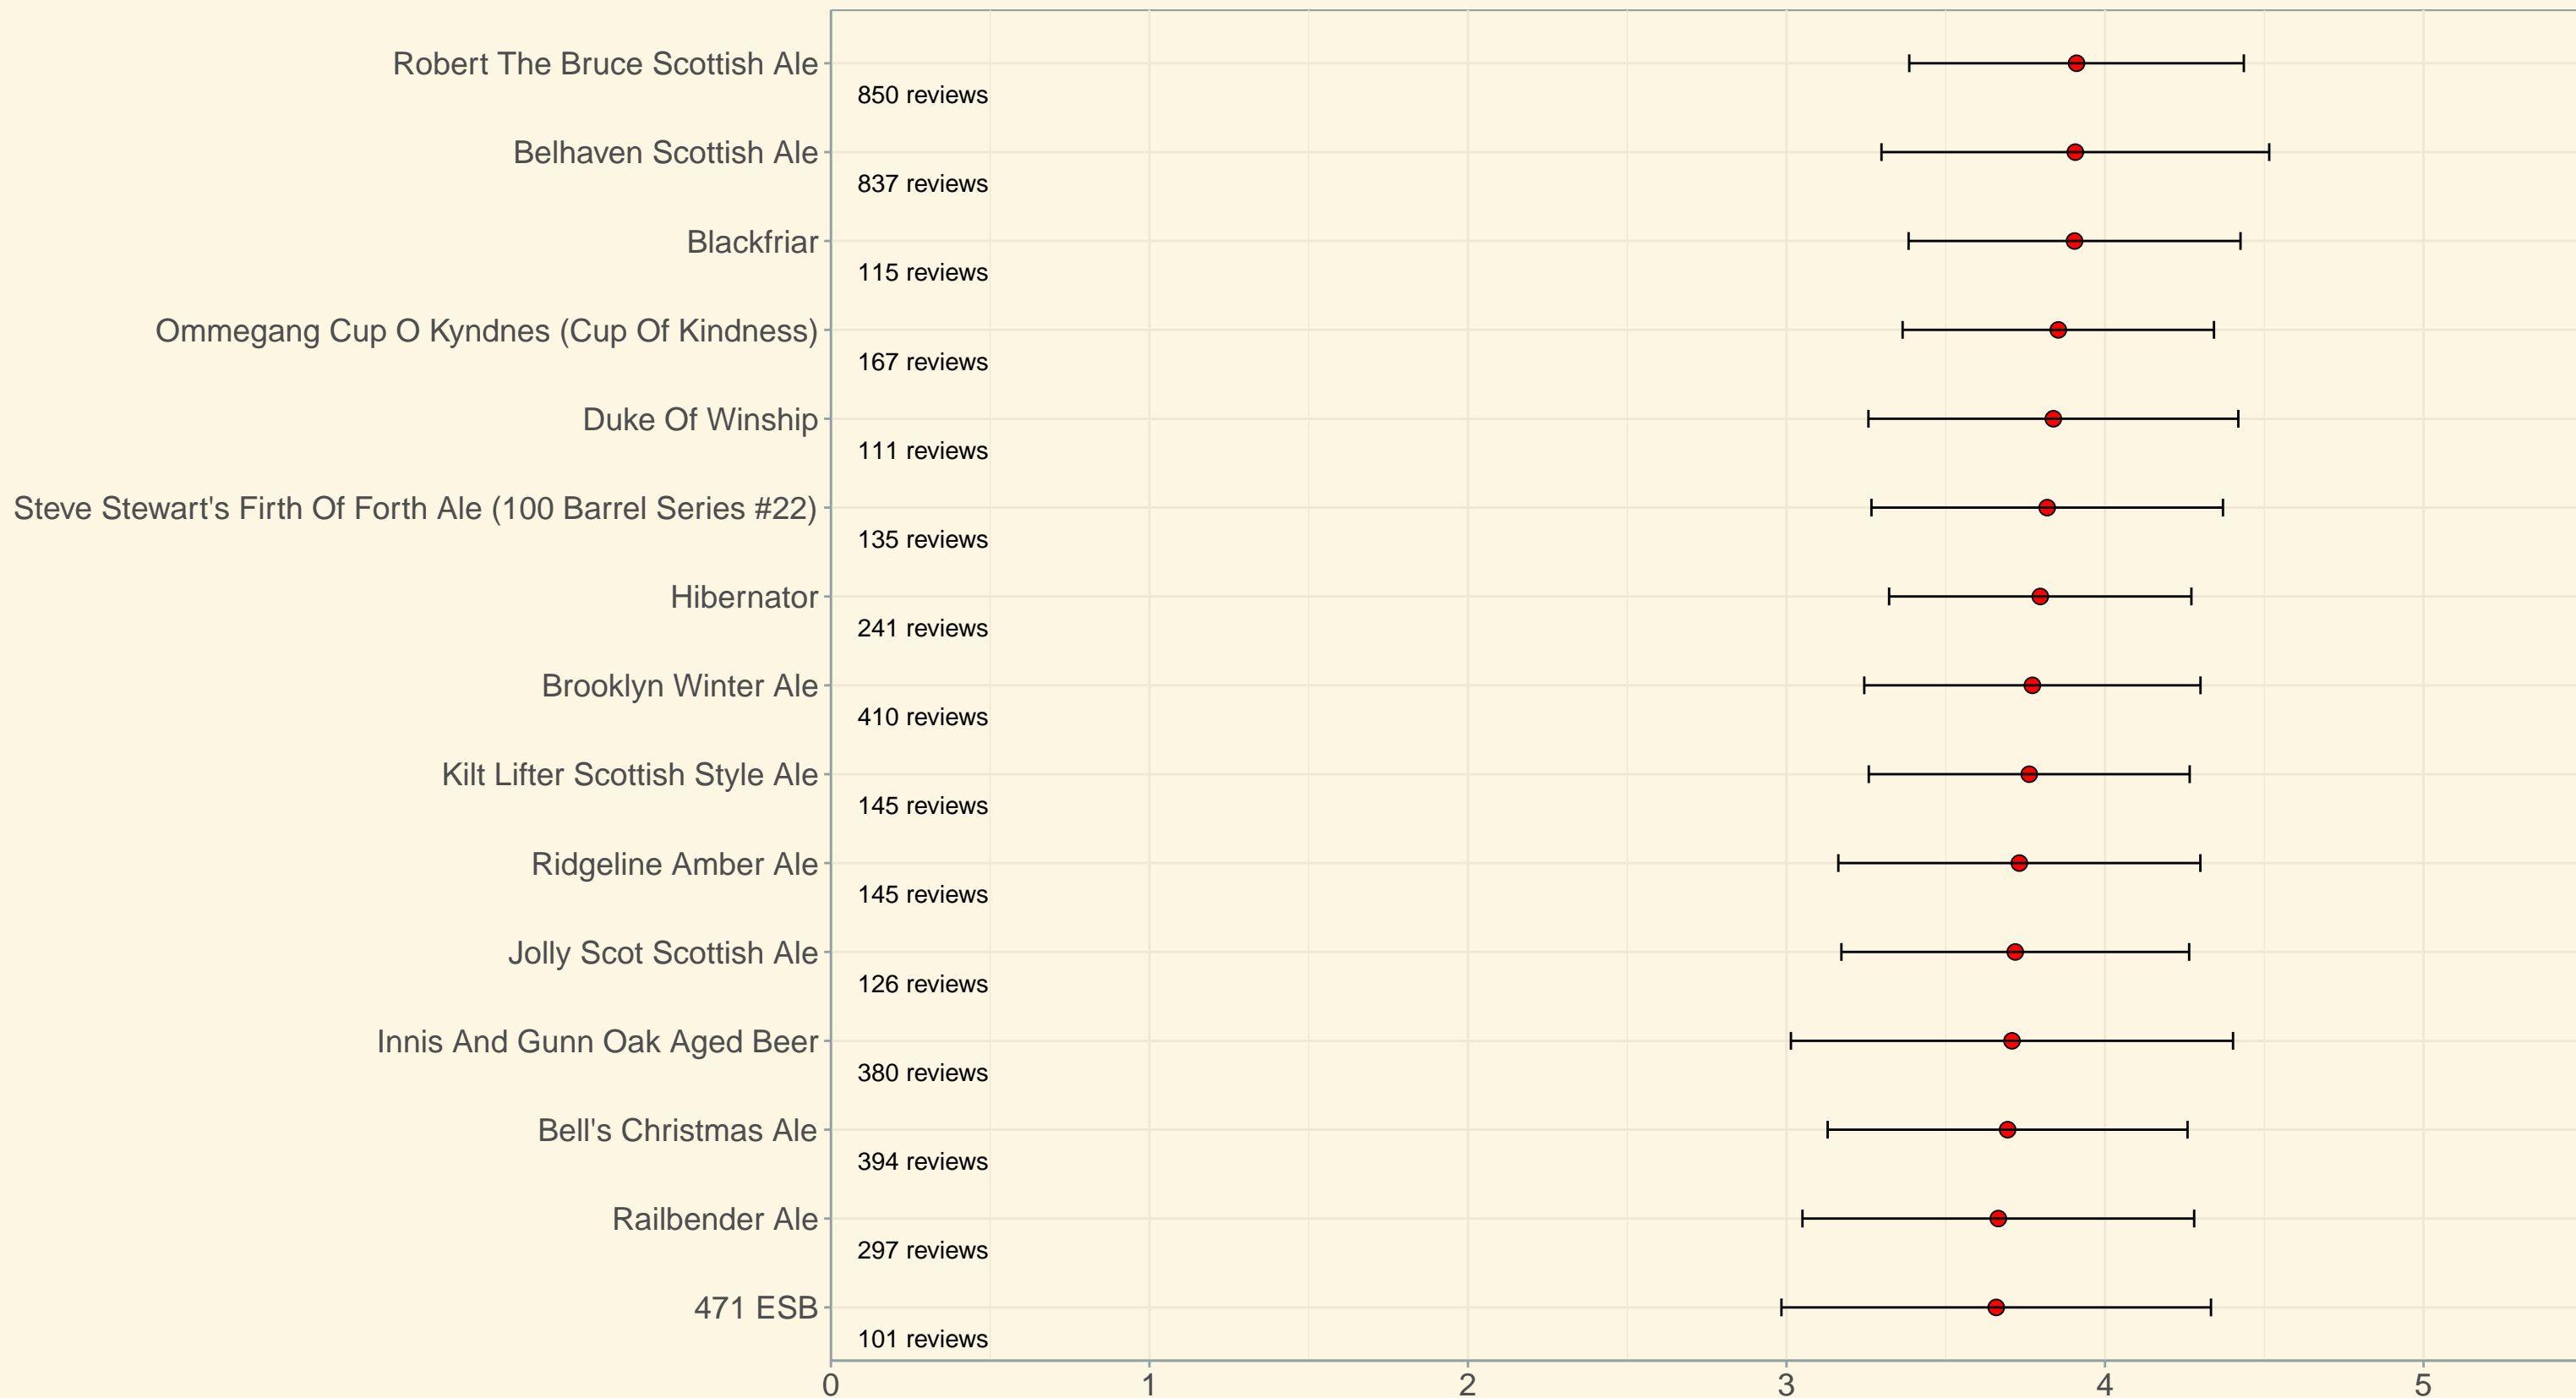 Robert The Bruce Scottish Ale
850 reviews
Belhaven Scottish Ale
837 reviews
Blackfriar
115 reviews
Ommegang Cup O Kyndnes (Cup Of Kindness)
167 reviews
Duke Of Winship
111 reviews
Steve Stewart's Firth Of Forth Ale (100 Barrel Series #22)
135 reviews
Hibernator
241 reviews
Brooklyn Winter Ale
410 reviews
Kilt Lifter Scottish Style Ale
145 reviews
Ridgeline Amber Ale
145 reviews
Jolly Scot Scottish Ale
126 reviews
Innis And Gunn Oak Aged Beer
380 reviews
Bell's Christmas Ale
394 reviews
Railbender Ale
297 reviews
471 ESB
101 reviews
0 1 2 3 4 5